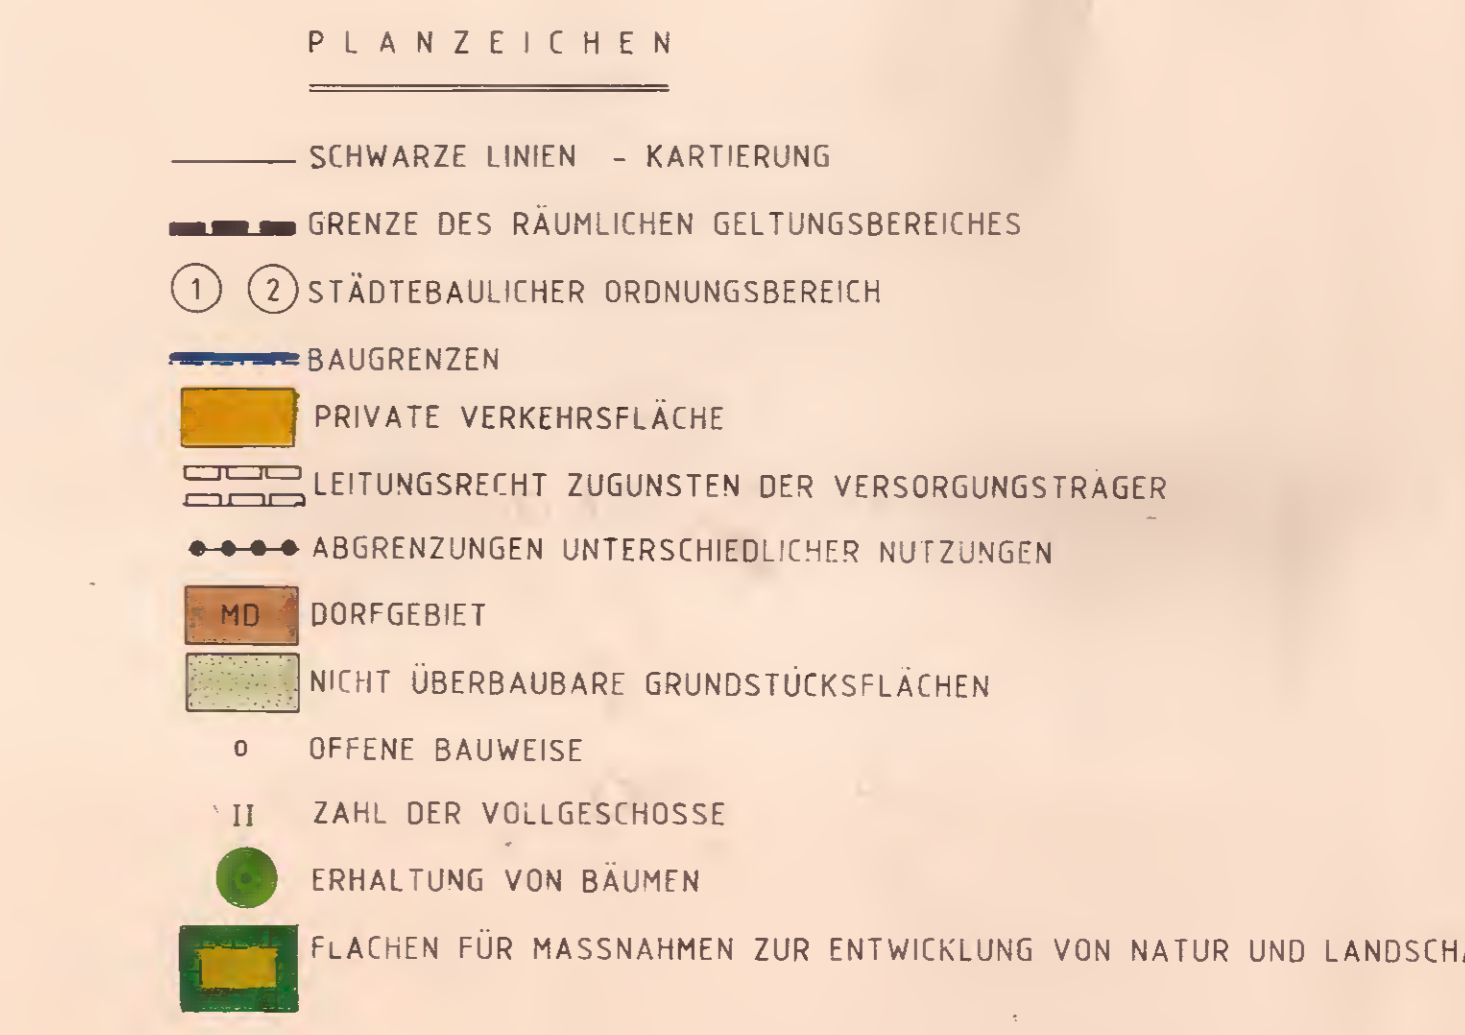 PLANZEICHEN
SCHWARZE LINIEN - KARTIERUNG
GRENZE DES RÄUMLICHEN GELTUNGSBEREICHES
1 2 STÄDTEBAULICHER ORDNUNGSBEREICH
BAUGRENZEN
PRIVATE VERKEHRSFLÄCHE
LEITUNGSRECHT ZUGUNSTEN DER VERSORGUNGSTRÄGER
ABGRENZUNGEN UNTERSCHIEDLICHER NUTZUNGEN
MD DORFGEBIET
NICHT ÜBERBAUBARE GRUNDSTÜCKSFLÄCHEN
o OFFENE BAUWEISE
II ZAHL DER VOLLGESCHOSSE
ERHALTUNG VON BÄUMEN
FLACHEN FÜR MASSNAHMEN ZUR ENTWICKLUNG VON NATUR UND